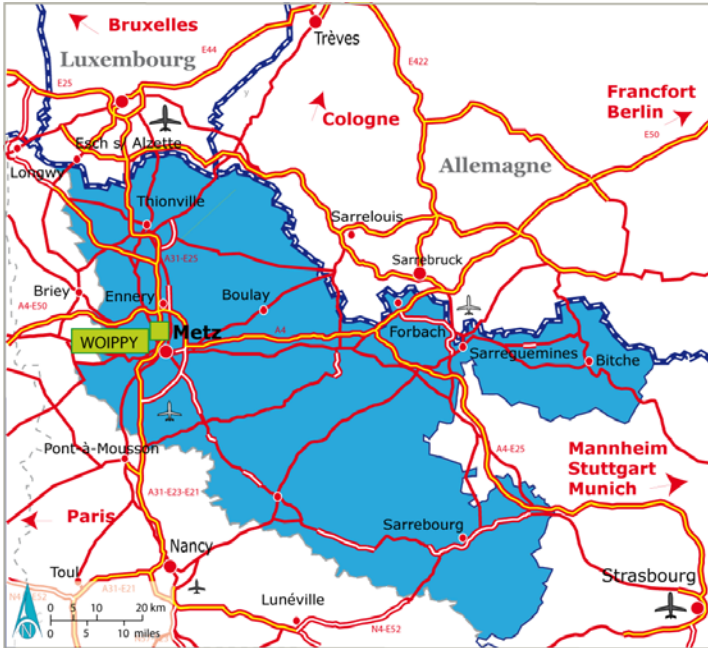 Bruxelles
Trèves
Luxembourg
E44
E422
E25
Francfort
Berlin
E50
Cologne
y
Esch s/ Alzette
Longwy
Allemagne
Thionville
Sarrelouis
A31-E25
Sarrebruck
Briey
Ennery
Boulay
A4-E50
Forbach
WOIPPY
Metz
A4
Sarreguemines
Bitche
Pont-à-Mousson
A4-E25
Mannheim
Stuttgart
Munich
A31-E23-E21
Paris
Sarrebourg
Nancy
Toul
A31-E21
Strasbourg
N
0 5 10 20 km
0 5 10 miles
Lunéville
N4-E52